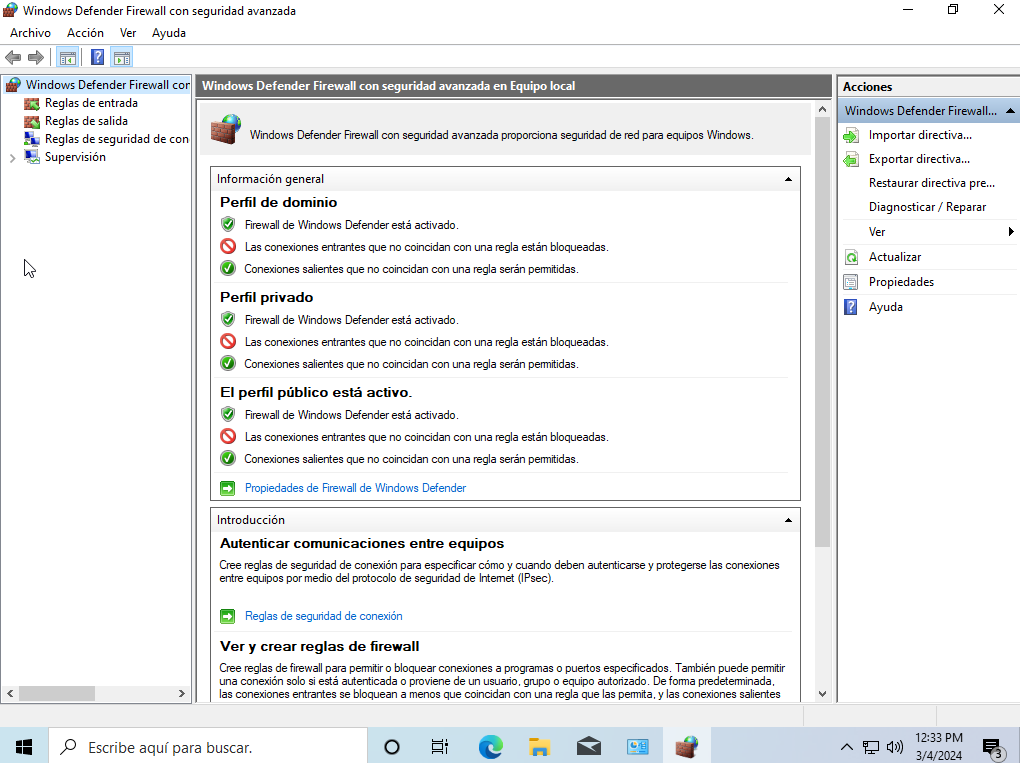 Windows Defender Firewall con seguridad avanzada
Archivo Acción Ver Ayuda
Windows Defender Firewall cor
Reglas de entrada
Reglas de salida
Reglas de seguridad de con
Supervisión
Windows Defender Firewall con seguridad avanzada en Equipo local
Windows Defender Firewall con seguridad avanzada proporciona seguridad de red para equipos Windows.
Información general
Perfil de dominio
Firewall de Windows Defender está activado.
Las conexiones entrantes que no coincidan con una regla están bloqueadas.
Conexiones salientes que no coincidan con una regla serán permitidas.
Perfil privado
Firewall de Windows Defender está activado.
Las conexiones entrantes que no coincidan con una regla están bloqueadas.
Conexiones salientes que no coincidan con una regla serán permitidas.
El perfil público está activo.
Firewall de Windows Defender está activado.
Las conexiones entrantes que no coincidan con una regla están bloqueadas.
Conexiones salientes que no coincidan con una regla serán permitidas.
Propiedades de Firewall de Windows Defender
Introducción
Autenticar comunicaciones entre equipos
Cree reglas de seguridad de conexión para especificar cómo y cuando deben autenticarse y protegerse las conexiones
entre equipos por medio del protocolo de seguridad de Internet (IPsec).
Reglas de seguridad de conexión
Ver y crear reglas de firewall
Cree reglas de firewall para permitir o bloquear conexiones a programas o puertos especificados. También puede permitir
una conexión solo si está autenticada o proviene de un usuario, grupo o equipo autorizado. De forma predeterminada,
las conexiones entrantes se bloquean a menos que coincidan con una regla que las permita, y las conexiones salientes
Acciones
Windows Defender Firewall...
Importar directiva...
Exportar directiva...
Restaurar directiva pre...
Diagnosticar / Reparar
Ver
Actualizar
Propiedades
Ayuda
Escribe aquí para buscar.
12:33 PM
3/4/2024
3